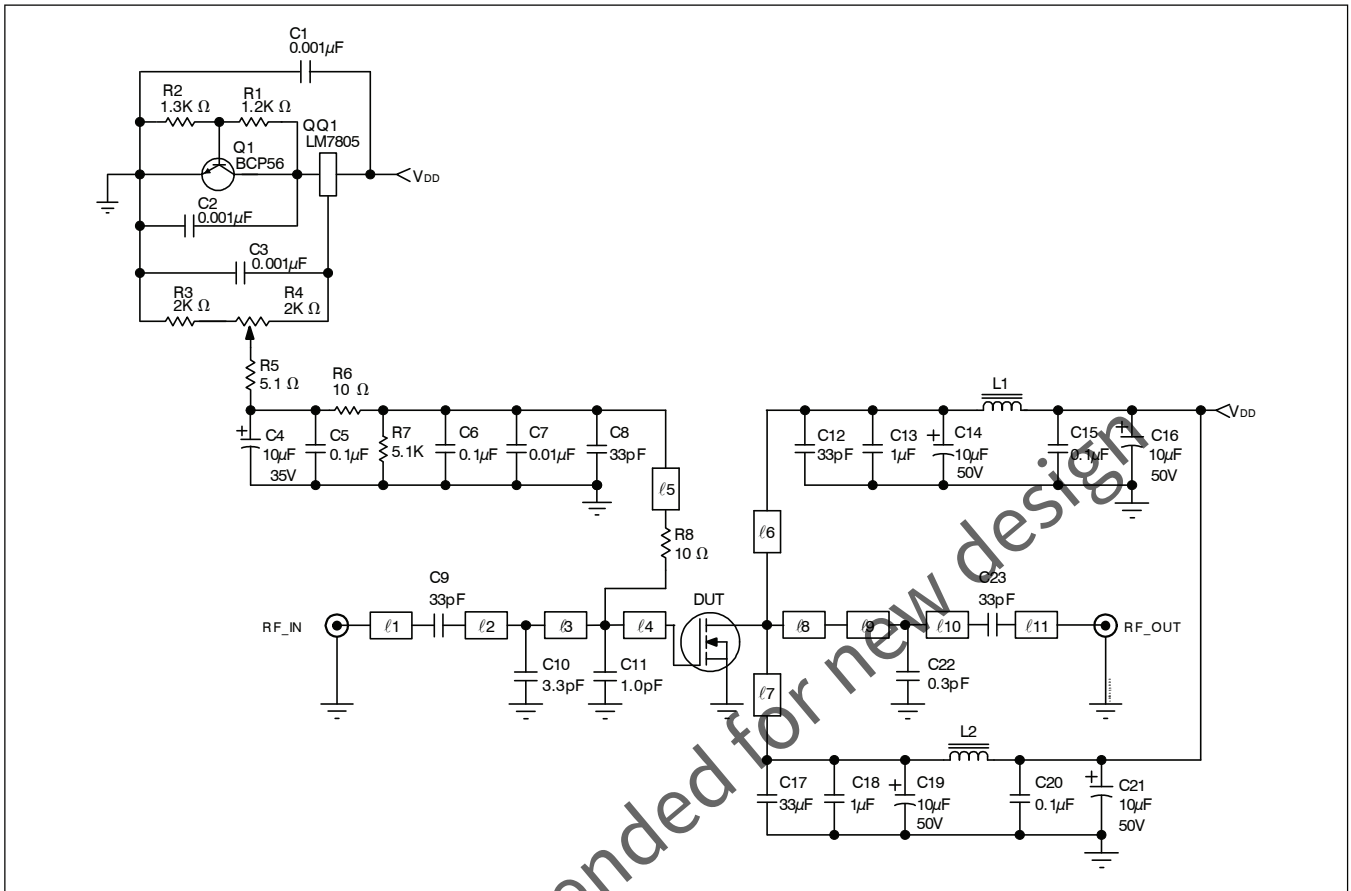 C1
0.001µF
R2
1.3K Ω
R1
1.2K Ω
QQ1
LM7805
Q1
BCP56
VDD
C2
0.001µF
C3
0.001µF
R3
2K Ω
R4
2K Ω
R5
5.1 Ω
R6
10 Ω
L1
VDD
C4
10µF
35V
C5
0.1µF
R7
5.1K
C6
0.1µF
C7
0.01µF
C8
33pF
C12
33pF
C13
1µF
C14
10µF
50V
C15
0.1µF
C16
10µF
50V
ℓ5
ℓ6
R8
10 Ω
C9
33pF
DUT
C23
33pF
RF_IN
ℓ1
ℓ2
ℓ3
ℓ4
ℓ8
ℓ9
ℓ10
ℓ11
RF_OUT
C10
3.3pF
C11
1.0pF
ℓ7
C22
0.3pF
L2
C17
33µF
C18
1µF
C19
10µF
50V
C20
0.1µF
C21
10µF
50V
ended for new design